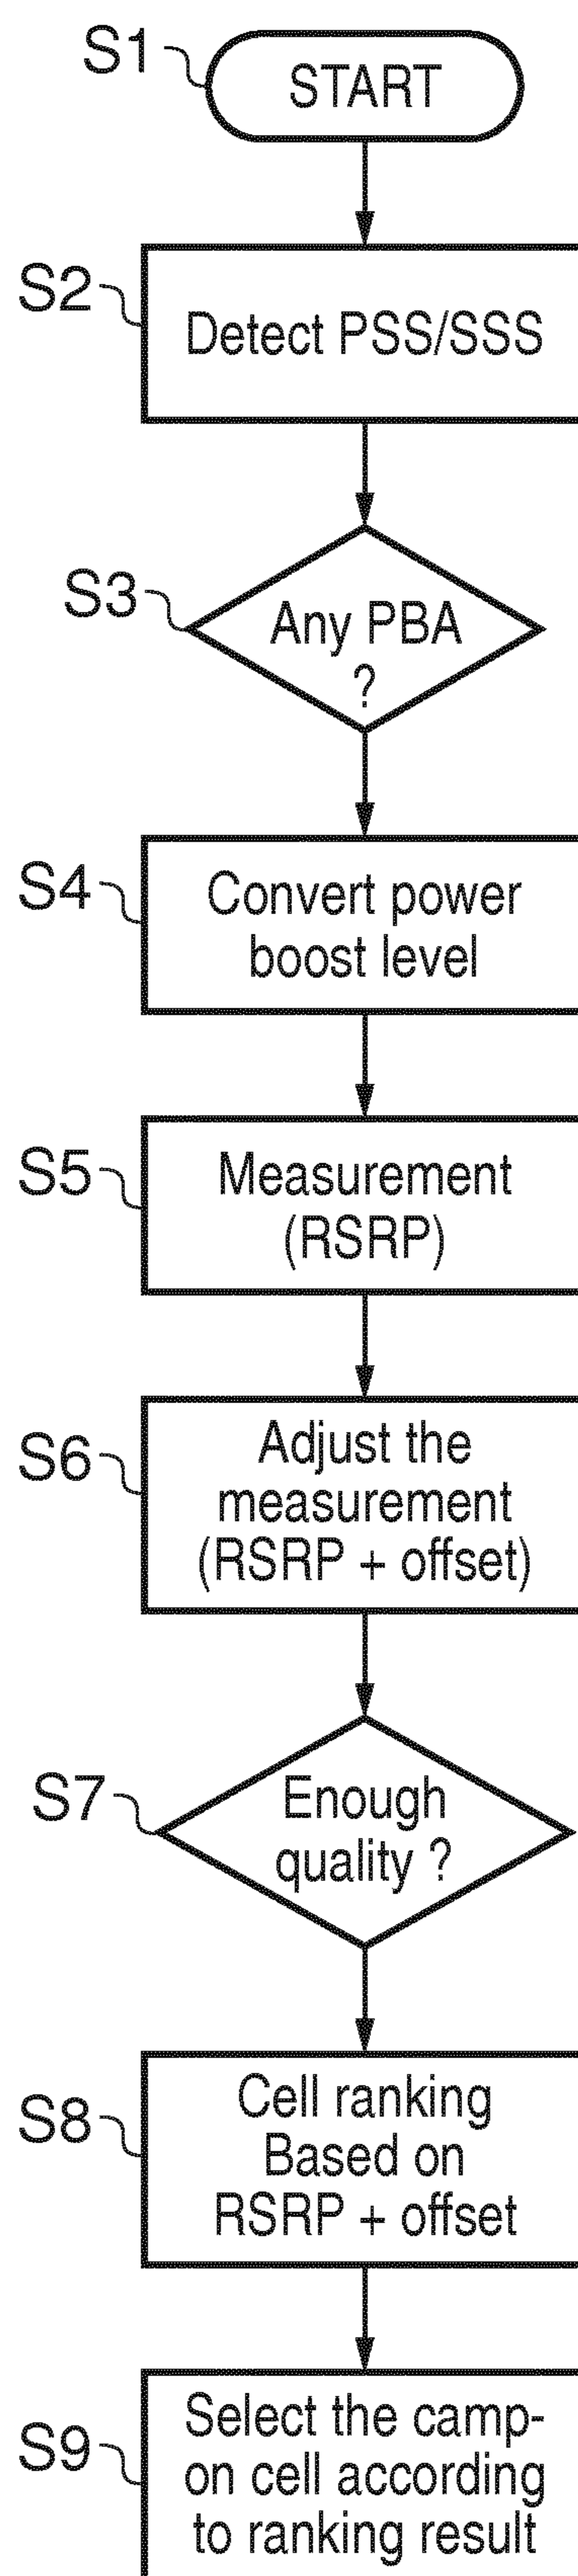 S1
START
S2
Detect PSS/SSS
S3
Any PBA
?
S4
Convert power
boost level
S5
Measurement
(RSRP)
S6
Adjust the
measurement
(RSRP + offset)
S7
Enough
quality ?
S8
Cell ranking
Based on
RSRP + offset
S9
Select the camp-
on cell according
to ranking result